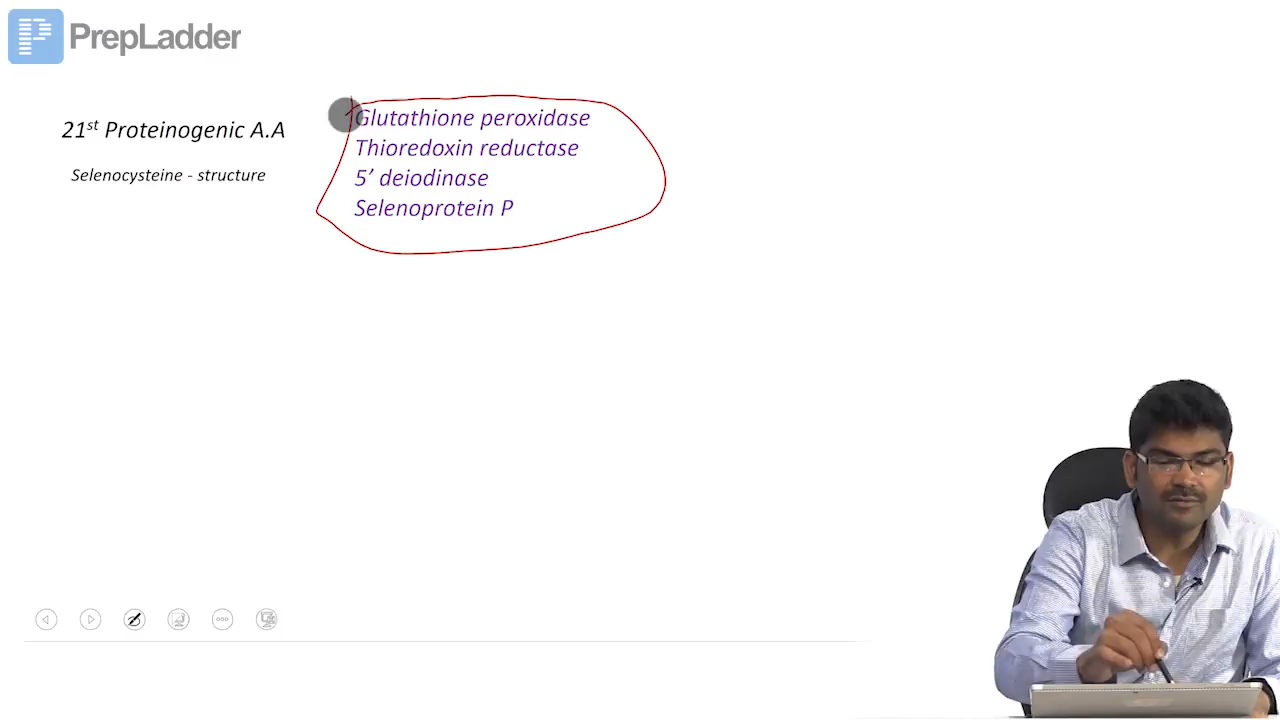 PrepLadder
21st Proteinogenic A.A
Selenocysteine - structure
Glutathione peroxidase
Thioredoxin reductase
5’ deiodinase
Selenoprotein P